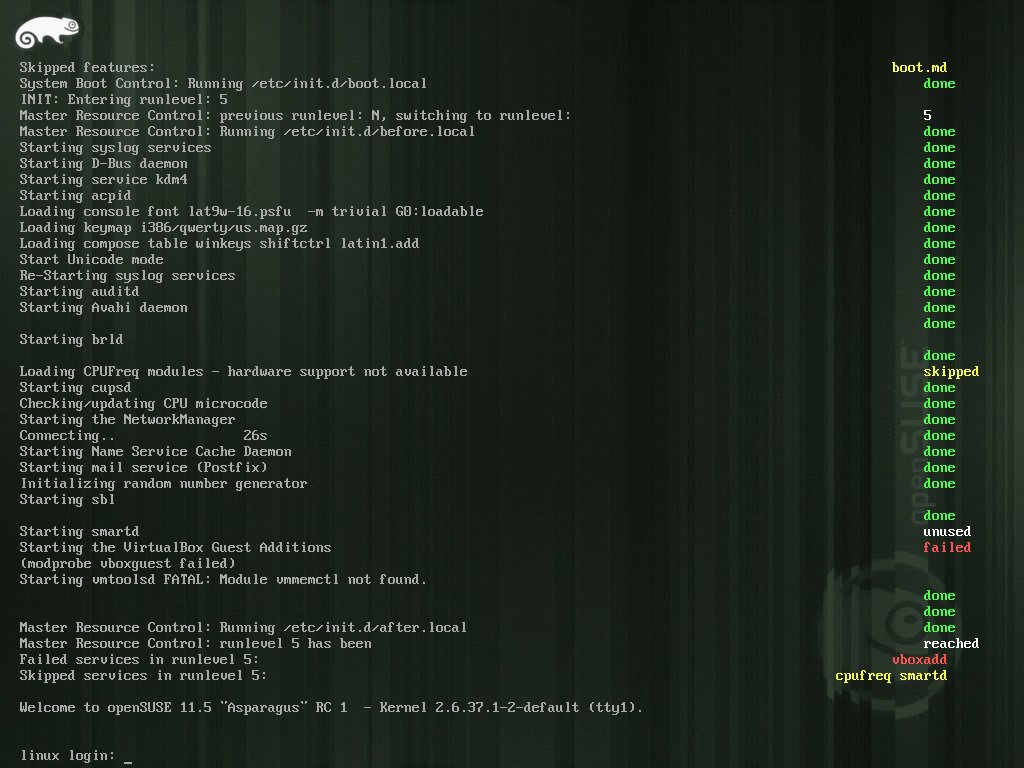 Skipped features: boot.md
System Boot Control: Running /etc/init.d/boot.local done
INIT: Entering runlevel: 5
Master Resource Control: previous runlevel: N, switching to runlevel: 5
Master Resource Control: Running /etc/init.d/before.local done
Starting syslog services done
Starting D-Bus daemon done
Starting service kdm4 done
Starting acpid done
Loading console font lat9w-16.psfu  -m trivial G0:loadable done
Loading keymap i386/qwerty/us.map.gz done
Loading compose table winkeys shiftctrl latin1.add done
Start Unicode mode done
Re-Starting syslog services done
Starting auditd done
Starting Avahi daemon done
done
Starting brld
done
Loading CPUFreq modules - hardware support not available skipped
Starting cupsd done
Checking/updating CPU microcode done
Starting the NetworkManager done
Connecting.. 26s done
Starting Name Service Cache Daemon done
Starting mail service (Postfix) done
Initializing random number generator done
Starting sbl
done
Starting smartd unused
Starting the VirtualBox Guest Additions failed
(modprobe vboxguest failed)
Starting vmtoolsd FATAL: Module vmmemctl not found.
done
done
Master Resource Control: Running /etc/init.d/after.local done
Master Resource Control: runlevel 5 has been reached
Failed services in runlevel 5: vboxadd
Skipped services in runlevel 5: cpufreq smartd
Welcome to openSUSE 11.5 "Asparagus" RC 1  - Kernel 2.6.37.1-2-default (tty1).
linux login: _
openSUSE